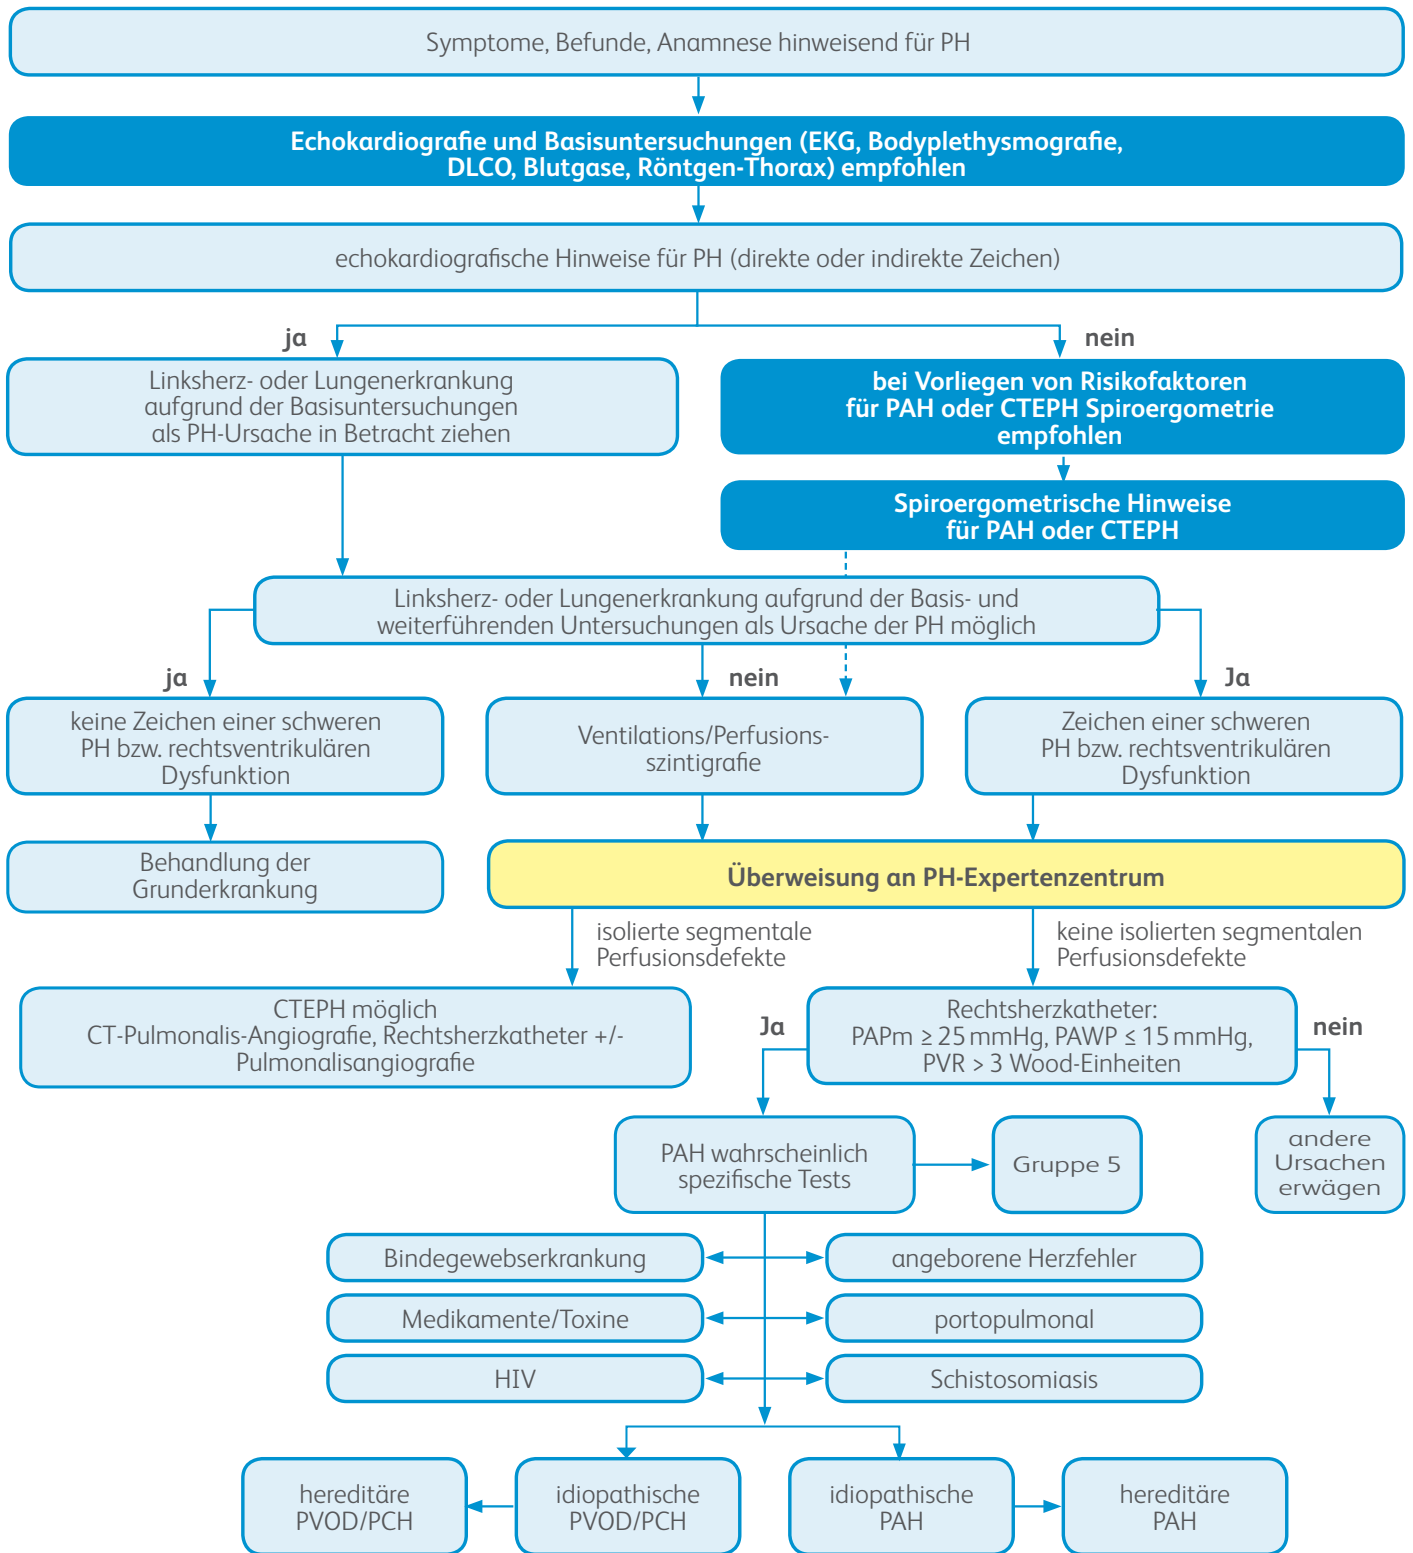 Symptome, Befunde, Anamnese hinweisend für PH
Echokardiografie und Basisuntersuchungen (EKG, Bodyplethysmografie,
DLCO, Blutgase, Röntgen-Thorax) empfohlen
echokardiografische Hinweise für PH (direkte oder indirekte Zeichen)
ja
nein
Linksherz- oder Lungenerkrankung
aufgrund der Basisuntersuchungen
als PH-Ursache in Betracht ziehen
bei Vorliegen von Risikofaktoren
für PAH oder CTEPH Spiroergometrie
empfohlen
Spiroergometrische Hinweise
für PAH oder CTEPH
Linksherz- oder Lungenerkrankung aufgrund der Basis- und
weiterführenden Untersuchungen als Ursache der PH möglich
ja
nein
Ja
keine Zeichen einer schweren
PH bzw. rechtsventrikulären
Dysfunktion
Ventilations/Perfusions-
szintigrafie
Zeichen einer schweren
PH bzw. rechtsventrikulären
Dysfunktion
Behandlung der
Grunderkrankung
Überweisung an PH-Expertenzentrum
isolierte segmentale
Perfusionsdefekte
keine isolierten segmentalen
Perfusionsdefekte
CTEPH möglich
CT-Pulmonalis-Angiografie, Rechtsherzkatheter +/-
Pulmonalisangiografie
Ja
Rechtsherzkatheter:
PAPm ≥ 25 mmHg, PAWP ≤ 15 mmHg,
PVR > 3 Wood-Einheiten
nein
PAH wahrscheinlich
spezifische Tests
Gruppe 5
andere
Ursachen
erwägen
Bindegewebserkrankung
angeborene Herzfehler
Medikamente/Toxine
portopulmonal
HIV
Schistosomiasis
hereditäre
PVOD/PCH
idiopathische
PVOD/PCH
idiopathische
PAH
hereditäre
PAH